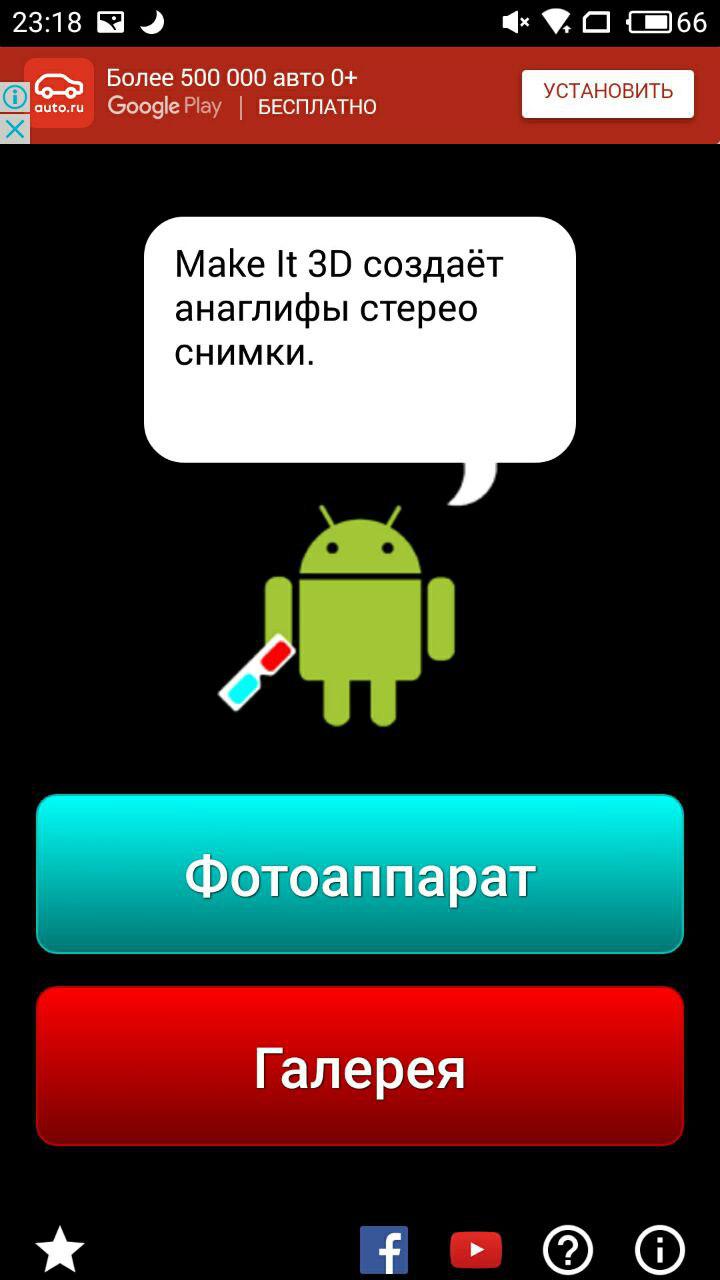 23:18
66
Более 500 000 авто 0+
auto.ru
Google Play | БЕСПЛАТНО
УСТАНОВИТЬ
Make It 3D создаёт
анаглифы стерео
снимки.
Фотоаппарат
Галерея